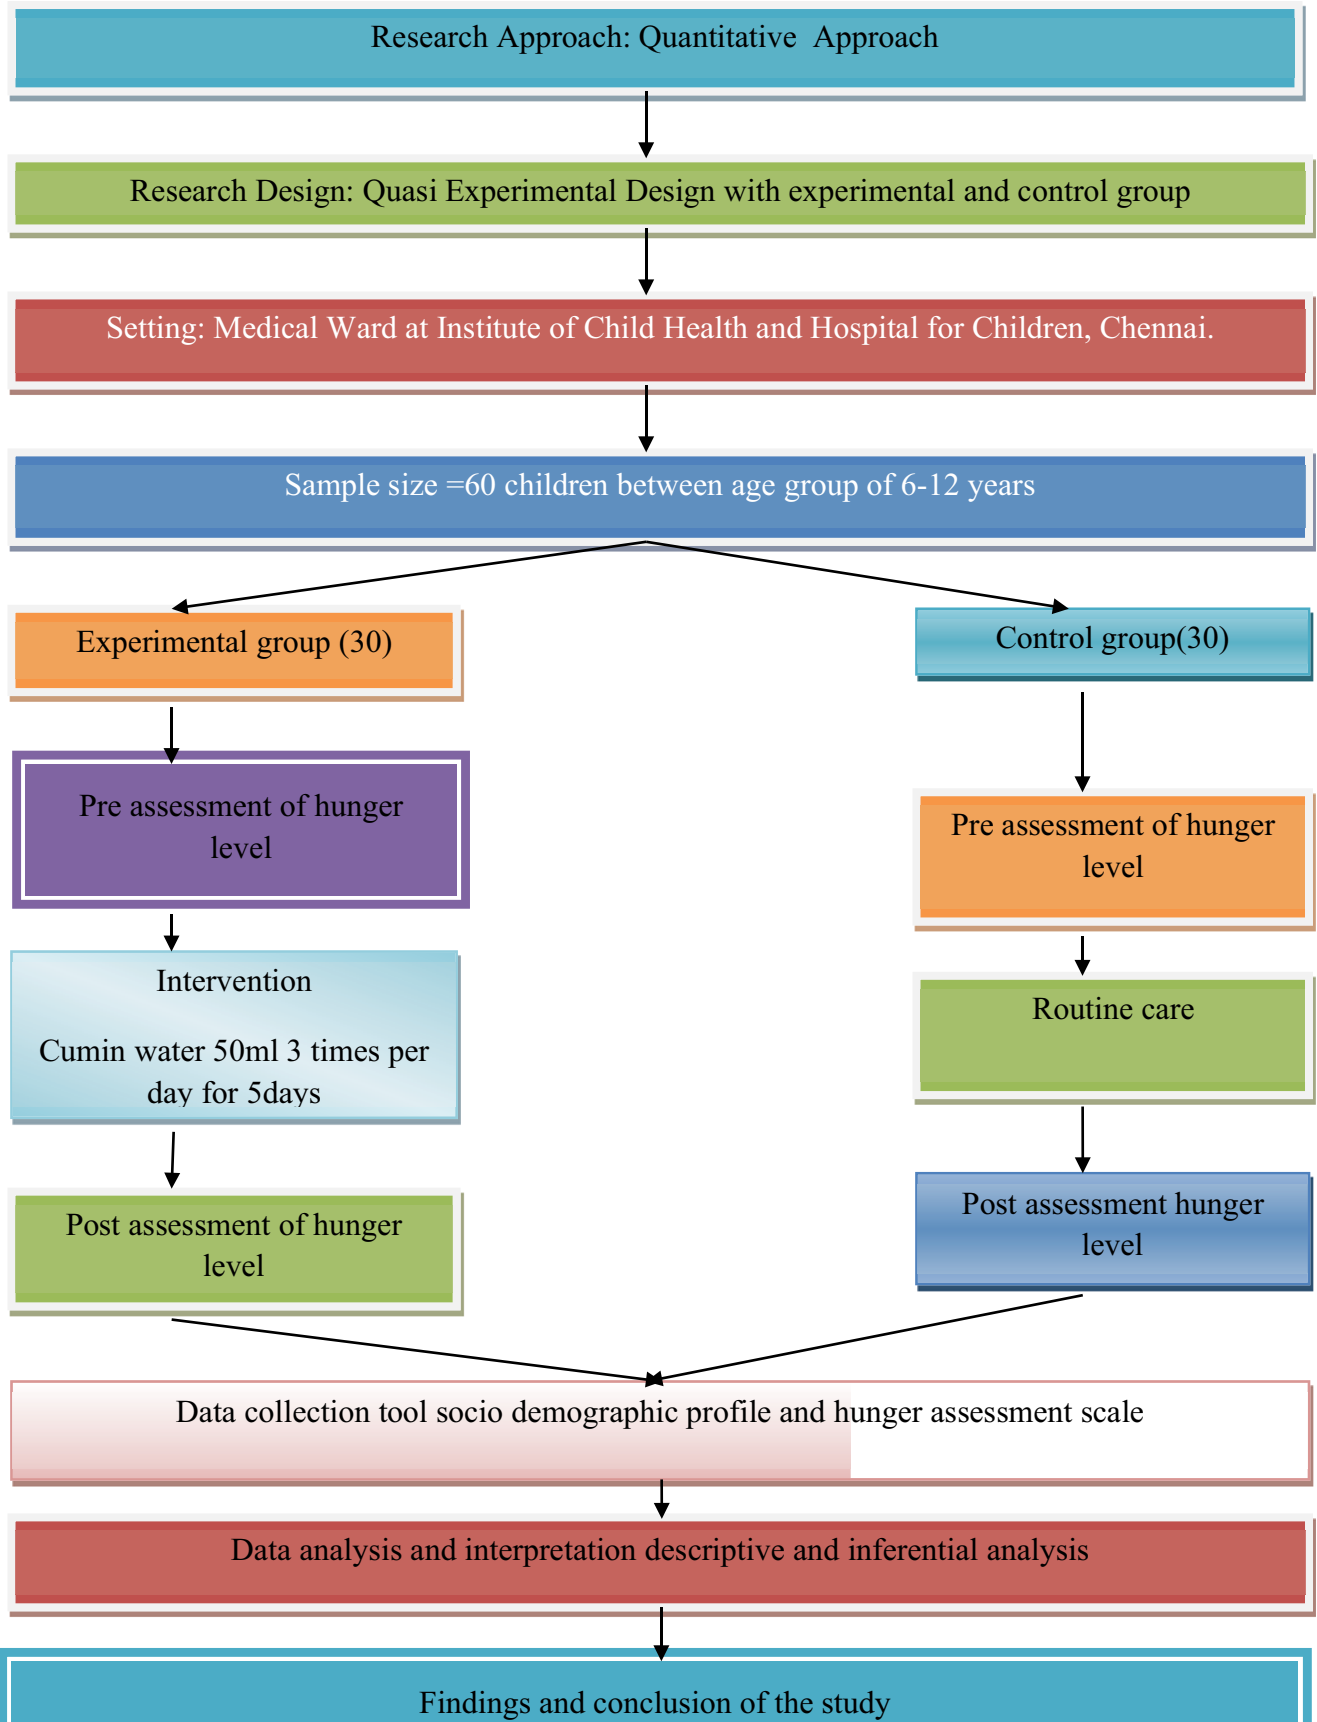 Research Approach: Quantitative  Approach
Research Design: Quasi Experimental Design with experimental and control group
Setting: Medical Ward at Institute of Child Health and Hospital for Children, Chennai.
Sample size =60 children between age group of 6-12 years
Experimental group (30)
Control group(30)
Pre assessment of hunger
level
Pre assessment of hunger
level
Intervention
Cumin water 50ml 3 times per
day for 5days
Routine care
Post assessment of hunger
level
Post assessment hunger
level
Data collection tool socio demographic profile and hunger assessment scale
Data analysis and interpretation descriptive and inferential analysis
Findings and conclusion of the study